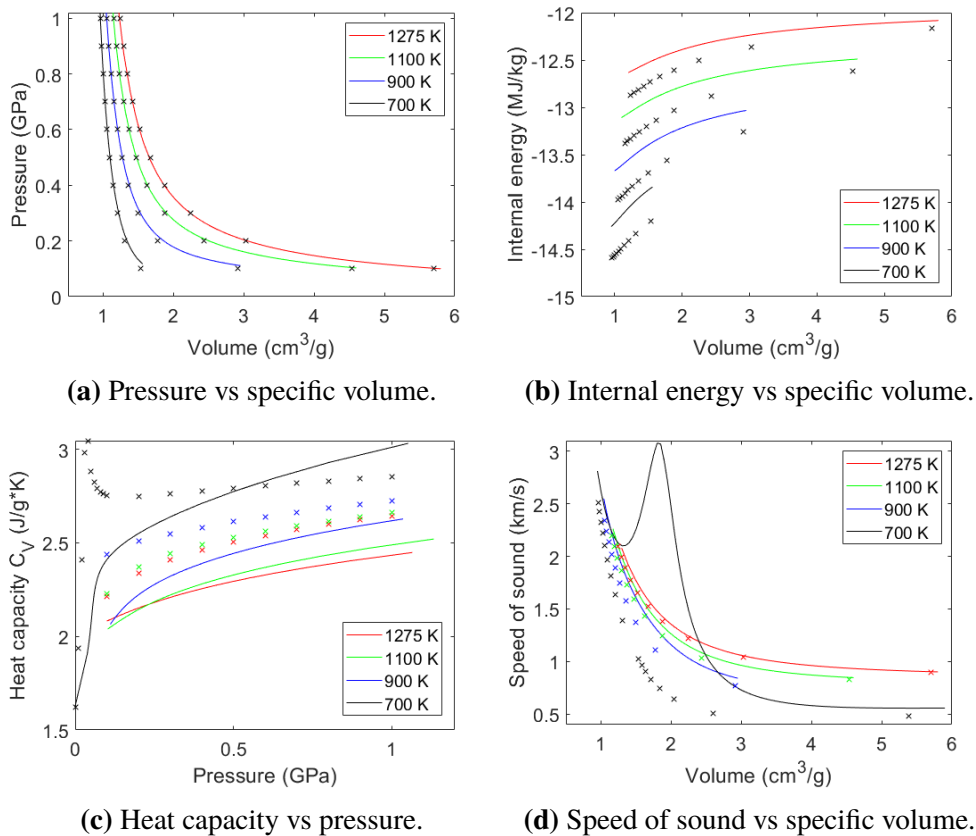 1
0.8
0.6
0.4
0.2
0
Pressure (GPa)
1 2 3 4 5 6
Volume (cm³/g)
1275 K
1100 K
900 K
700 K
(a) Pressure vs specific volume.
-12
-12.5
-13
-13.5
-14
-14.5
-15
Internal energy (MJ/kg)
1 2 3 4 5 6
Volume (cm³/g)
1275 K
1100 K
900 K
700 K
(b) Internal energy vs specific volume.
3
2.5
2
1.5
Heat capacity C_V (J/g*K)
0 0.5 1
Pressure (GPa)
1275 K
1100 K
900 K
700 K
(c) Heat capacity vs pressure.
3
2.5
2
1.5
1
0.5
Speed of sound (km/s)
1 2 3 4 5 6
Volume (cm³/g)
1275 K
1100 K
900 K
700 K
(d) Speed of sound vs specific volume.